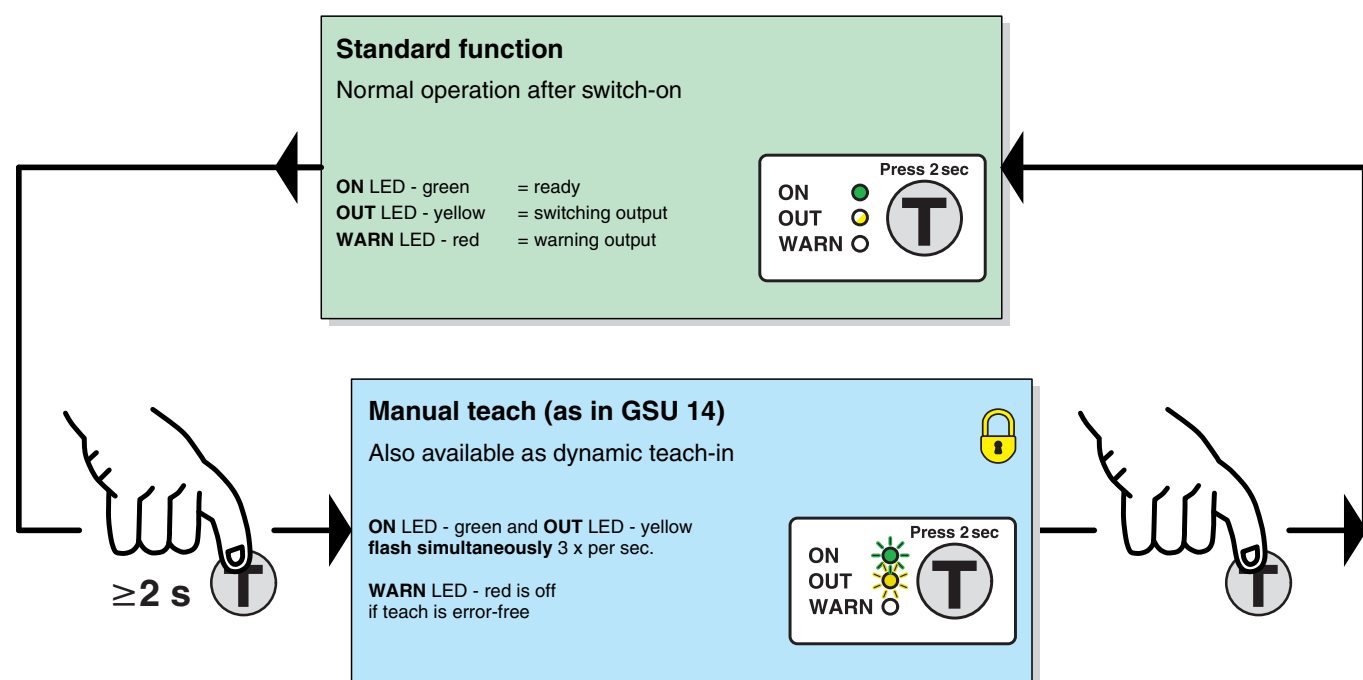 Standard function
Normal operation after switch-on
ON LED - green = ready
OUT LED - yellow = switching output
WARN LED - red = warning output
Press 2 sec
ON
OUT
WARN
T
Manual teach (as in GSU 14)
Also available as dynamic teach-in
ON LED - green and OUT LED - yellow
flash simultaneously 3 x per sec.
WARN LED - red is off
if teach is error-free
Press 2 sec
ON
OUT
WARN
T
≥2 s
T
T